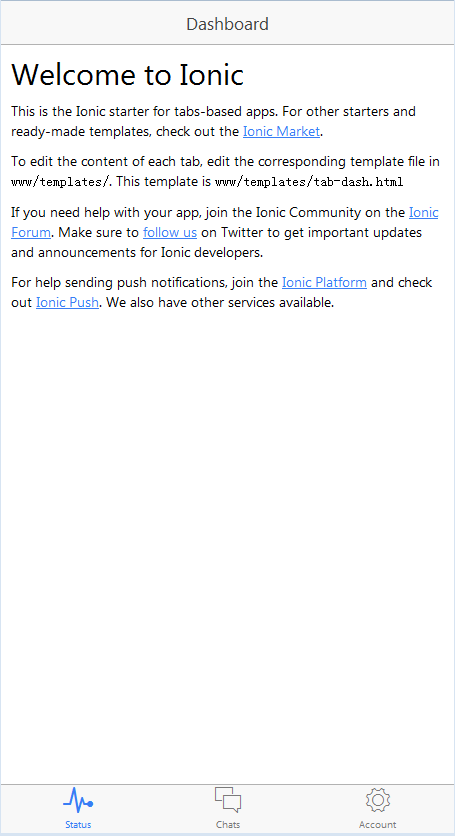 Dashboard
Welcome to Ionic
This is the Ionic starter for tabs-based apps. For other starters and
ready-made templates, check out the Ionic Market.
To edit the content of each tab, edit the corresponding template file in
www/templates/. This template is www/templates/tab-dash.html
If you need help with your app, join the Ionic Community on the Ionic
Forum. Make sure to follow us on Twitter to get important updates
and announcements for Ionic developers.
For help sending push notifications, join the Ionic Platform and check
out Ionic Push. We also have other services available.
Status Chats Account